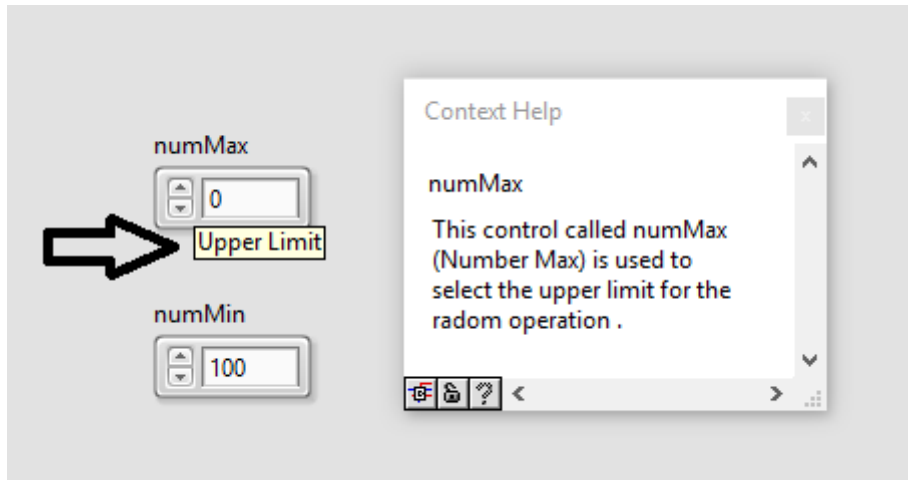 numMax
0
Upper Limit
numMin
100
Context Help
x
numMax
This control called numMax
(Number Max) is used to
select the upper limit for the
radom operation .
?